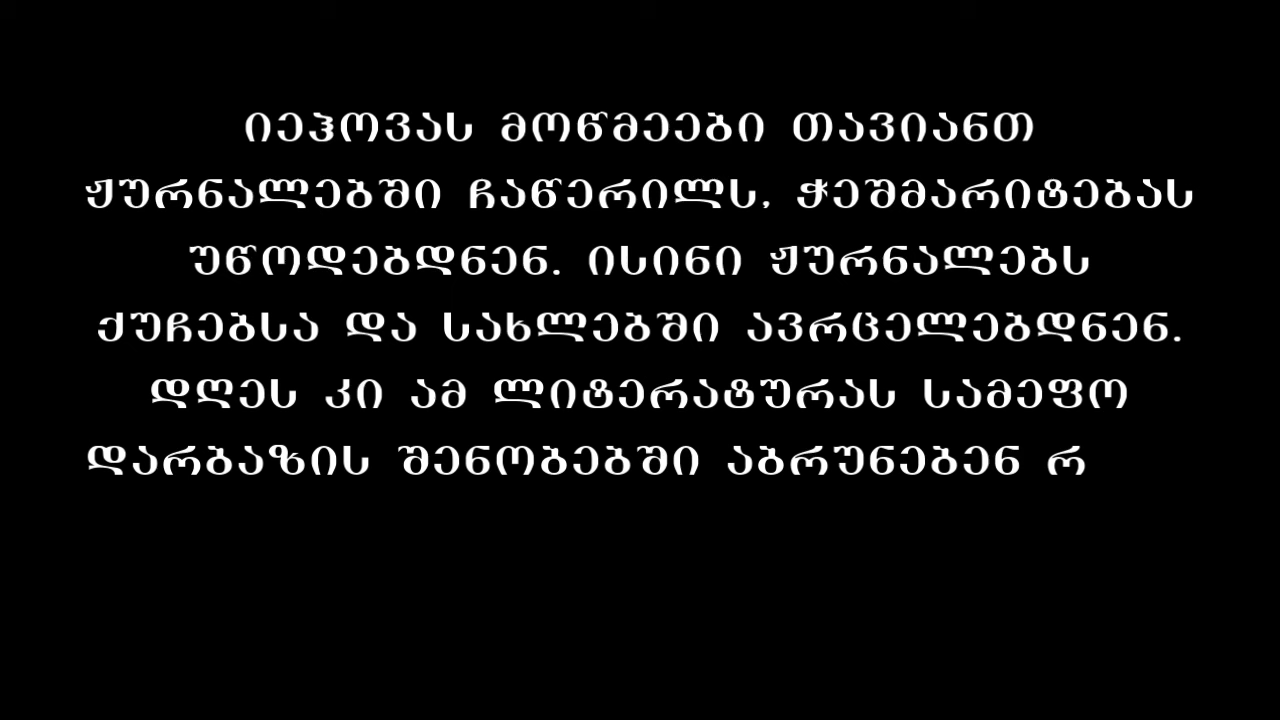 იეჰოვას მოწმეები თავიანთ
ჟურნალებში ჩაწერილს, ჭეშმარიტებას
უწოდებდნენ. ისინი ჟურნალებს
ქუჩებსა და სახლებში ავრცელებდნენ.
დღეს კი ამ ლიტერატურას სამეფო
დარბაზის შენობებში აბრუნებენ რ